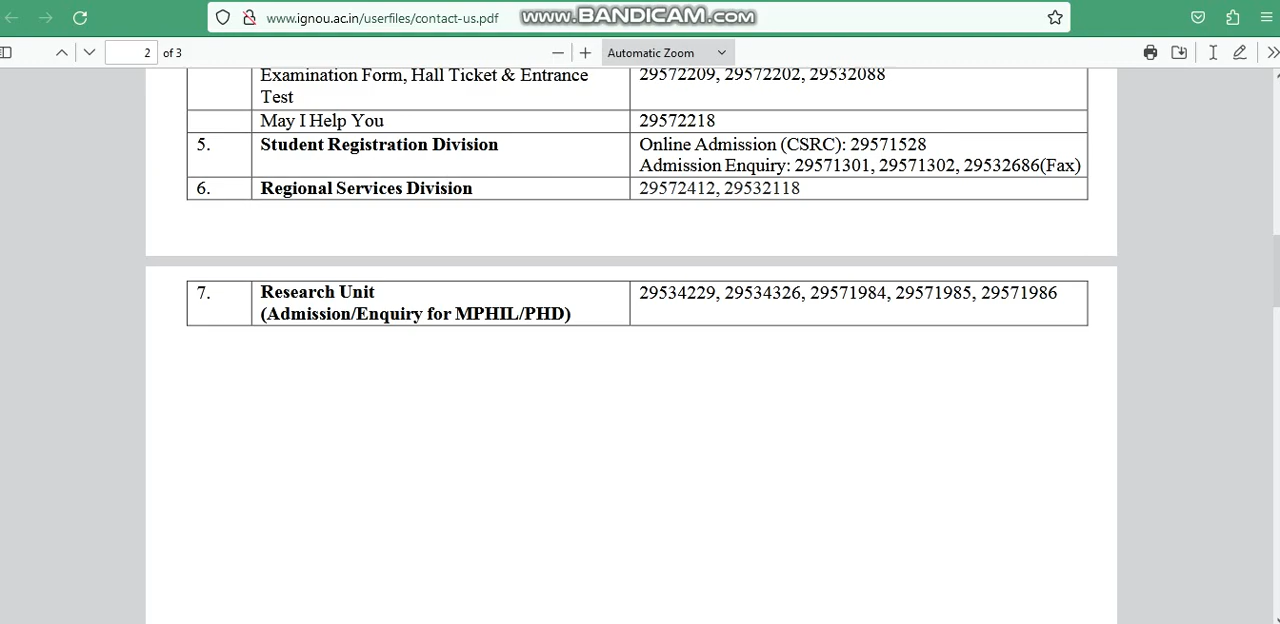 www.ignou.ac.in/userfiles/contact-us.pdf
www.BANDICAM.com
2 of 3
Automatic Zoom
Examination Form, Hall Ticket & Entrance Test 29572209, 29572202, 29532088
May I Help You 29572218
5. Student Registration Division Online Admission (CSRC): 29571528
Admission Enquiry: 29571301, 29571302, 29532686(Fax)
6. Regional Services Division 29572412, 29532118
7. Research Unit 29534229, 29534326, 29571984, 29571985, 29571986
(Admission/Enquiry for MPHIL/PHD)